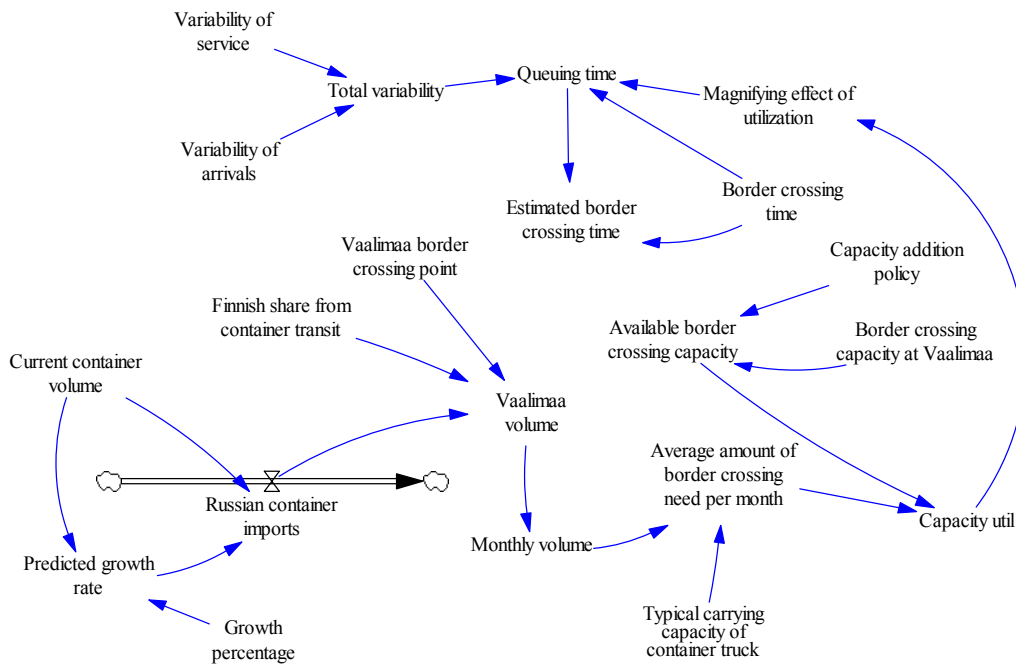 Variability of
service
Total variability
Queuing time
Magnifying effect of
utilization
Variability of
arrivals
Estimated border
crossing time
Border crossing
time
Vaalimaa border
crossing point
Capacity addition
policy
Finnish share from
container transit
Available border
crossing capacity
Border crossing
capacity at Vaalimaa
Current container
volume
Vaalimaa
volume
Average amount of
border crossing
need per month
Russian container
imports
Capacity util
Monthly volume
Predicted growth
rate
Growth
percentage
Typical carrying
capacity of
container truck